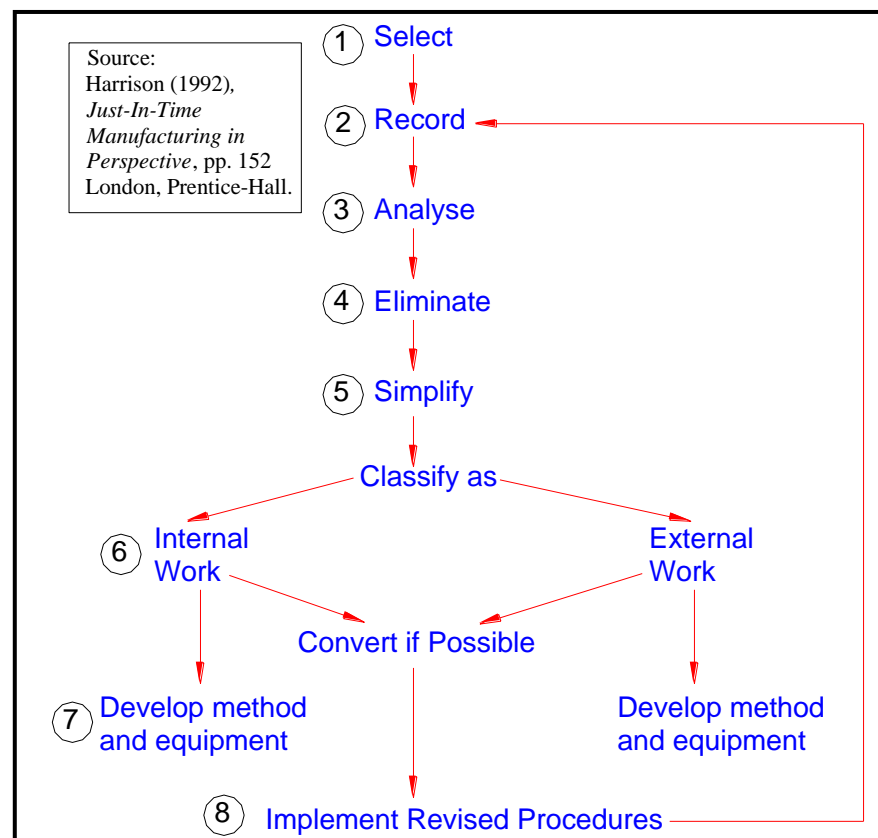 Source:
Harrison (1992),
Just-In-Time
Manufacturing in
Perspective, pp. 152
London, Prentice-Hall.
1 Select
2 Record
3 Analyse
4 Eliminate
5 Simplify
Classify as
6 Internal
Work
External
Work
Convert if Possible
7 Develop method
and equipment
Develop method
and equipment
8 Implement Revised Procedures